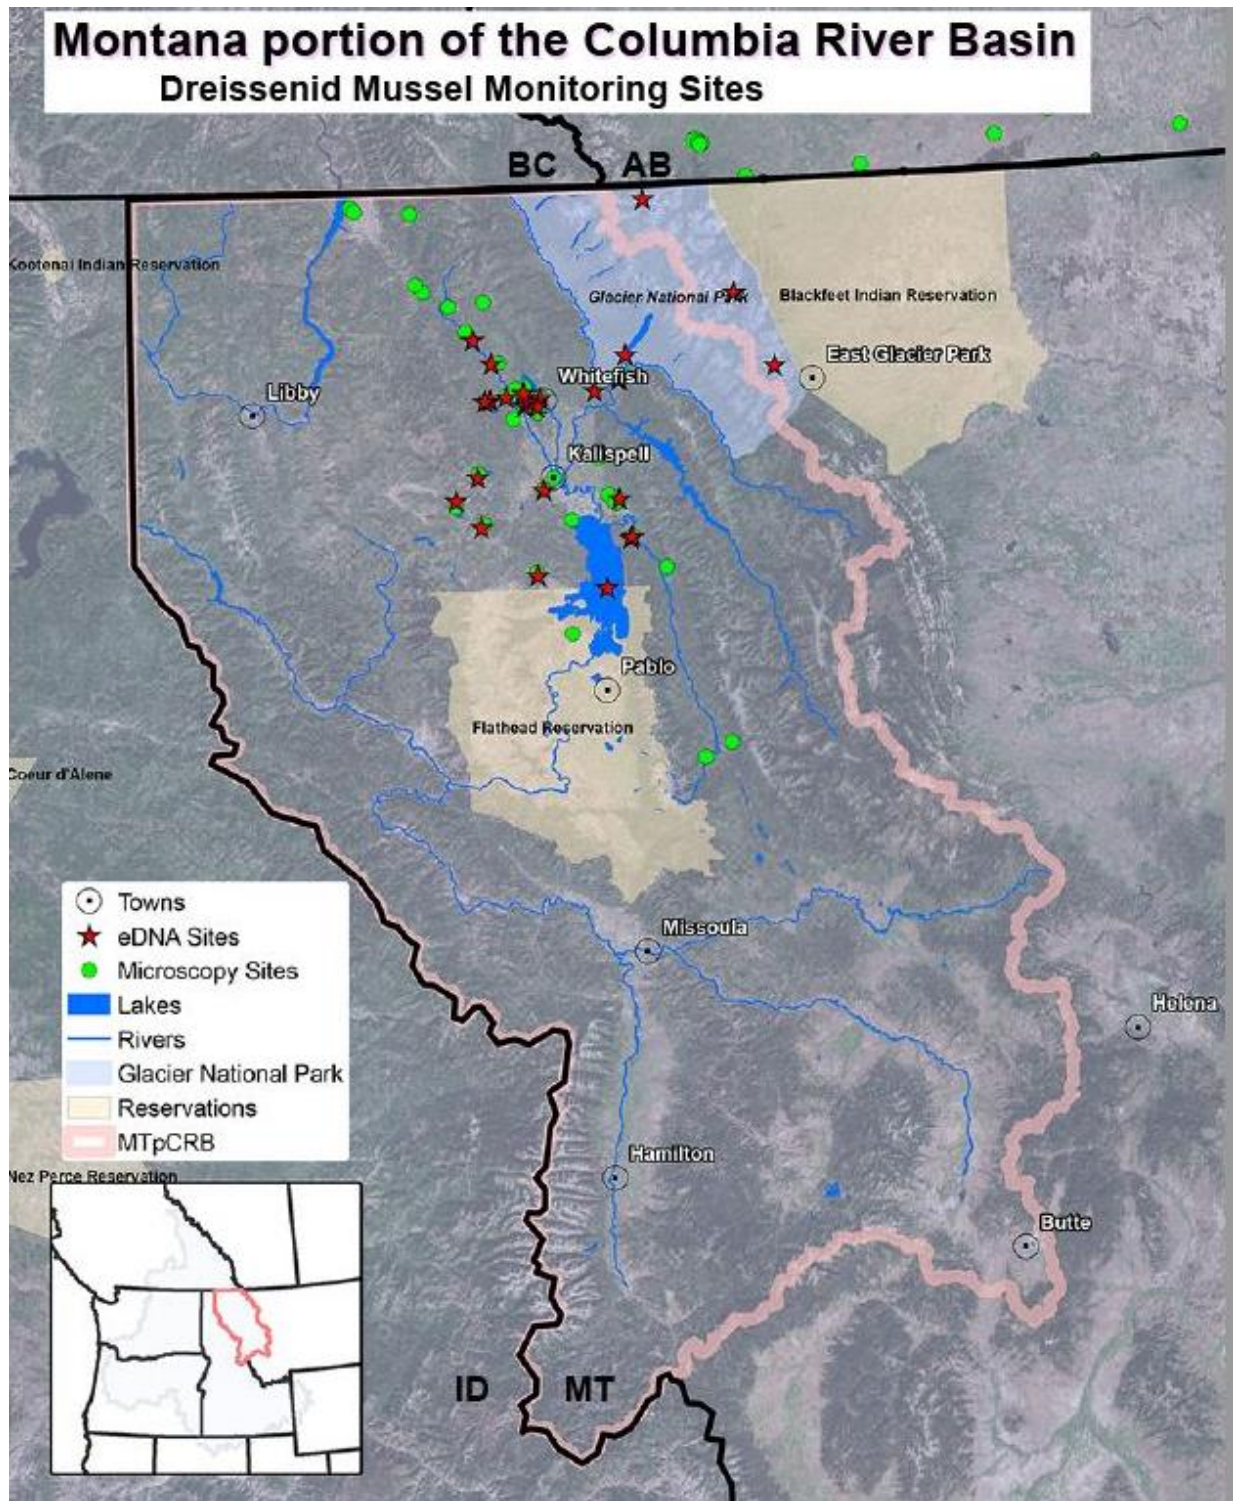 Montana portion of the Columbia River Basin
Dreissenid Mussel Monitoring Sites
BC
AB
Kootenai Indian Reservation
Glacier National Park
Blackfeet Indian Reservation
East Glacier Park
Whitefish
Libby
Kalispell
Pablo
Flathead Reservation
Coeur d'Alene
Towns
eDNA Sites
Microscopy Sites
Lakes
Rivers
Glacier National Park
Reservations
MTpCRB
Missoula
Helena
Hamilton
Nez Perce Reservation
Butte
ID
MT